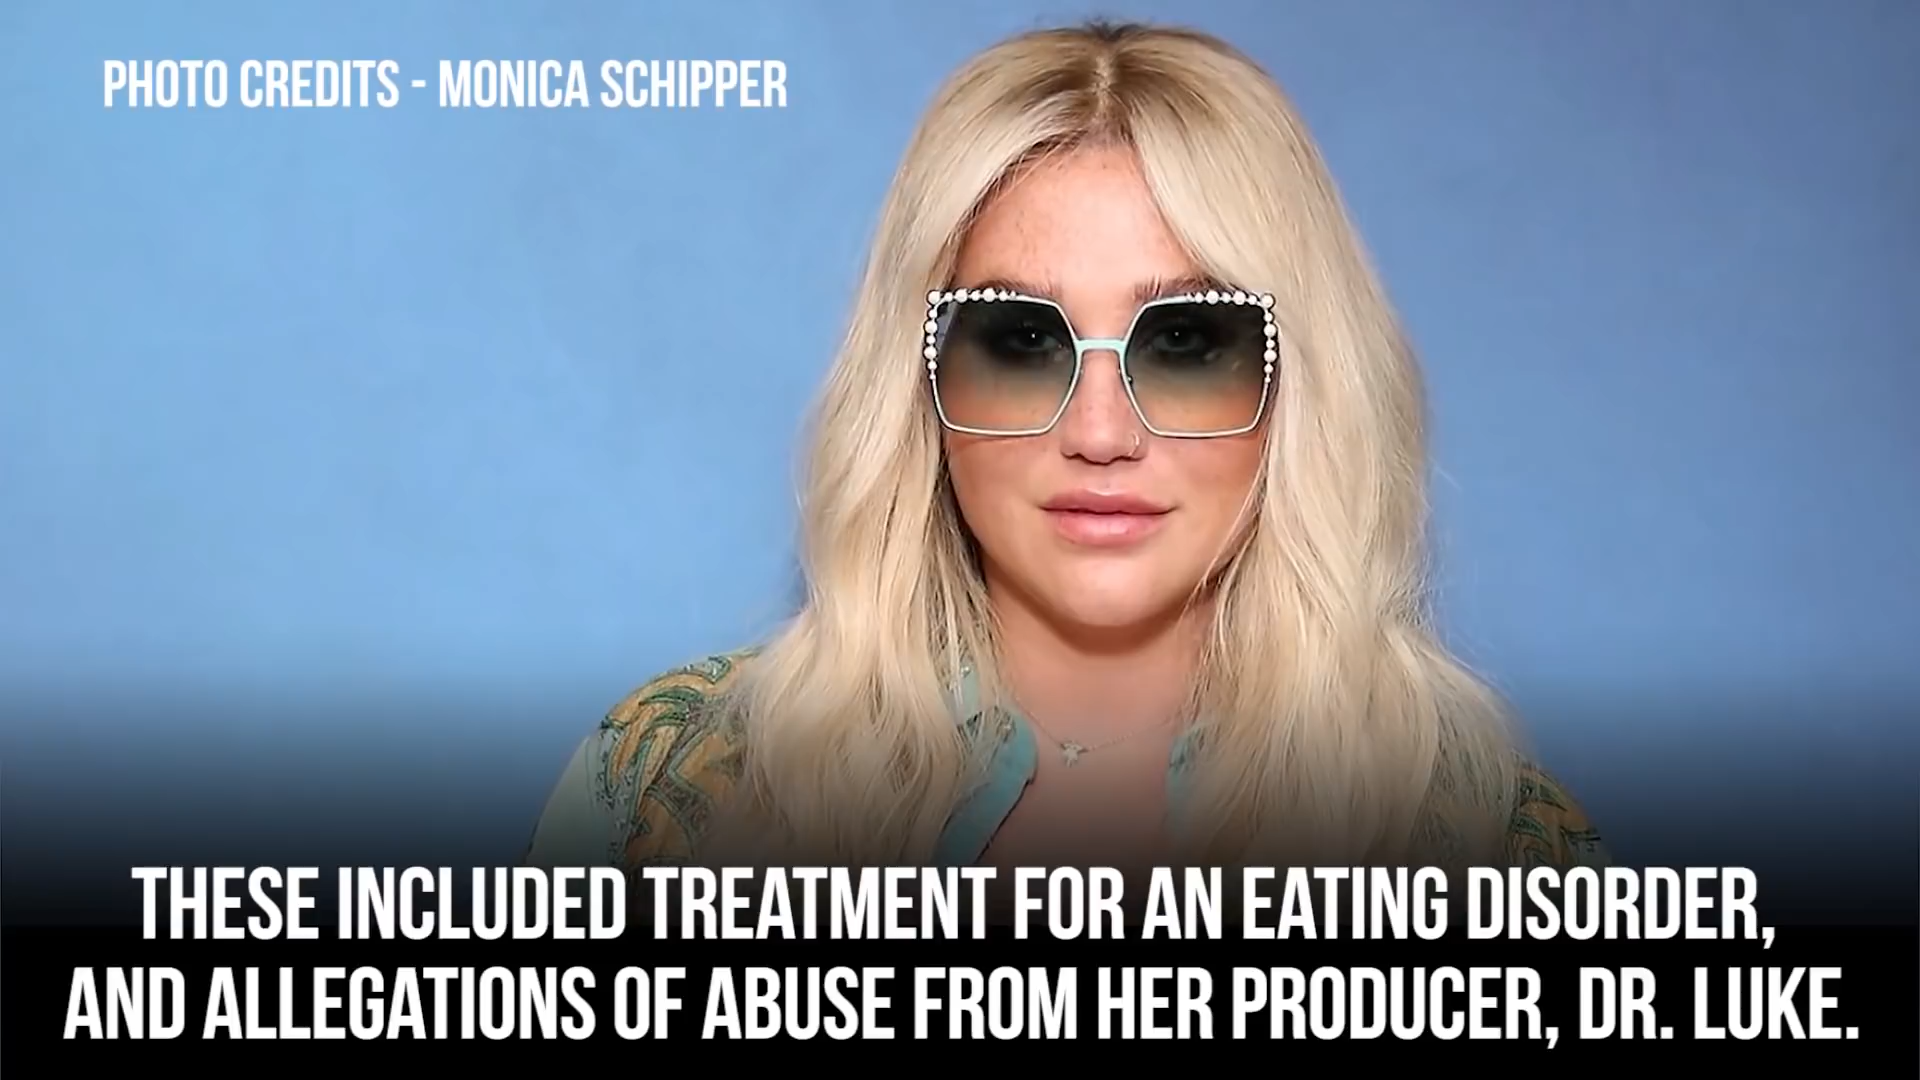 PHOTO CREDITS - MONICA SCHIPPER
THESE INCLUDED TREATMENT FOR AN EATING DISORDER,
AND ALLEGATIONS OF ABUSE FROM HER PRODUCER, DR. LUKE.